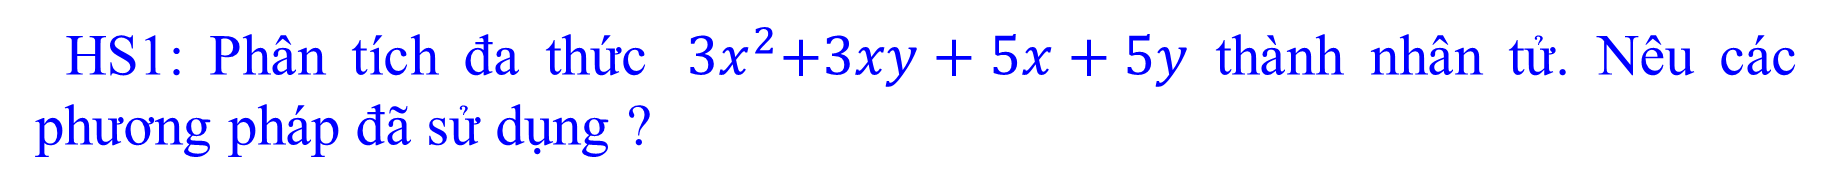 HS1: Phân tích đa thức 3x²+3xy + 5x + 5y thành nhân tử. Nêu các
phương pháp đã sử dụng ?